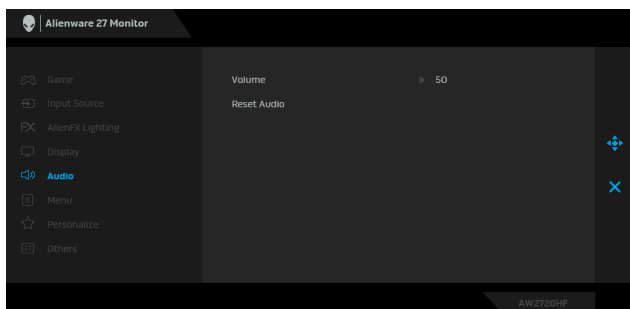 Alienware 27 Monitor
Game
Input Source
AlienFX Lighting
Display
Audio
Menu
Personalize
Others
Volume 50
Reset Audio
AW2720HF